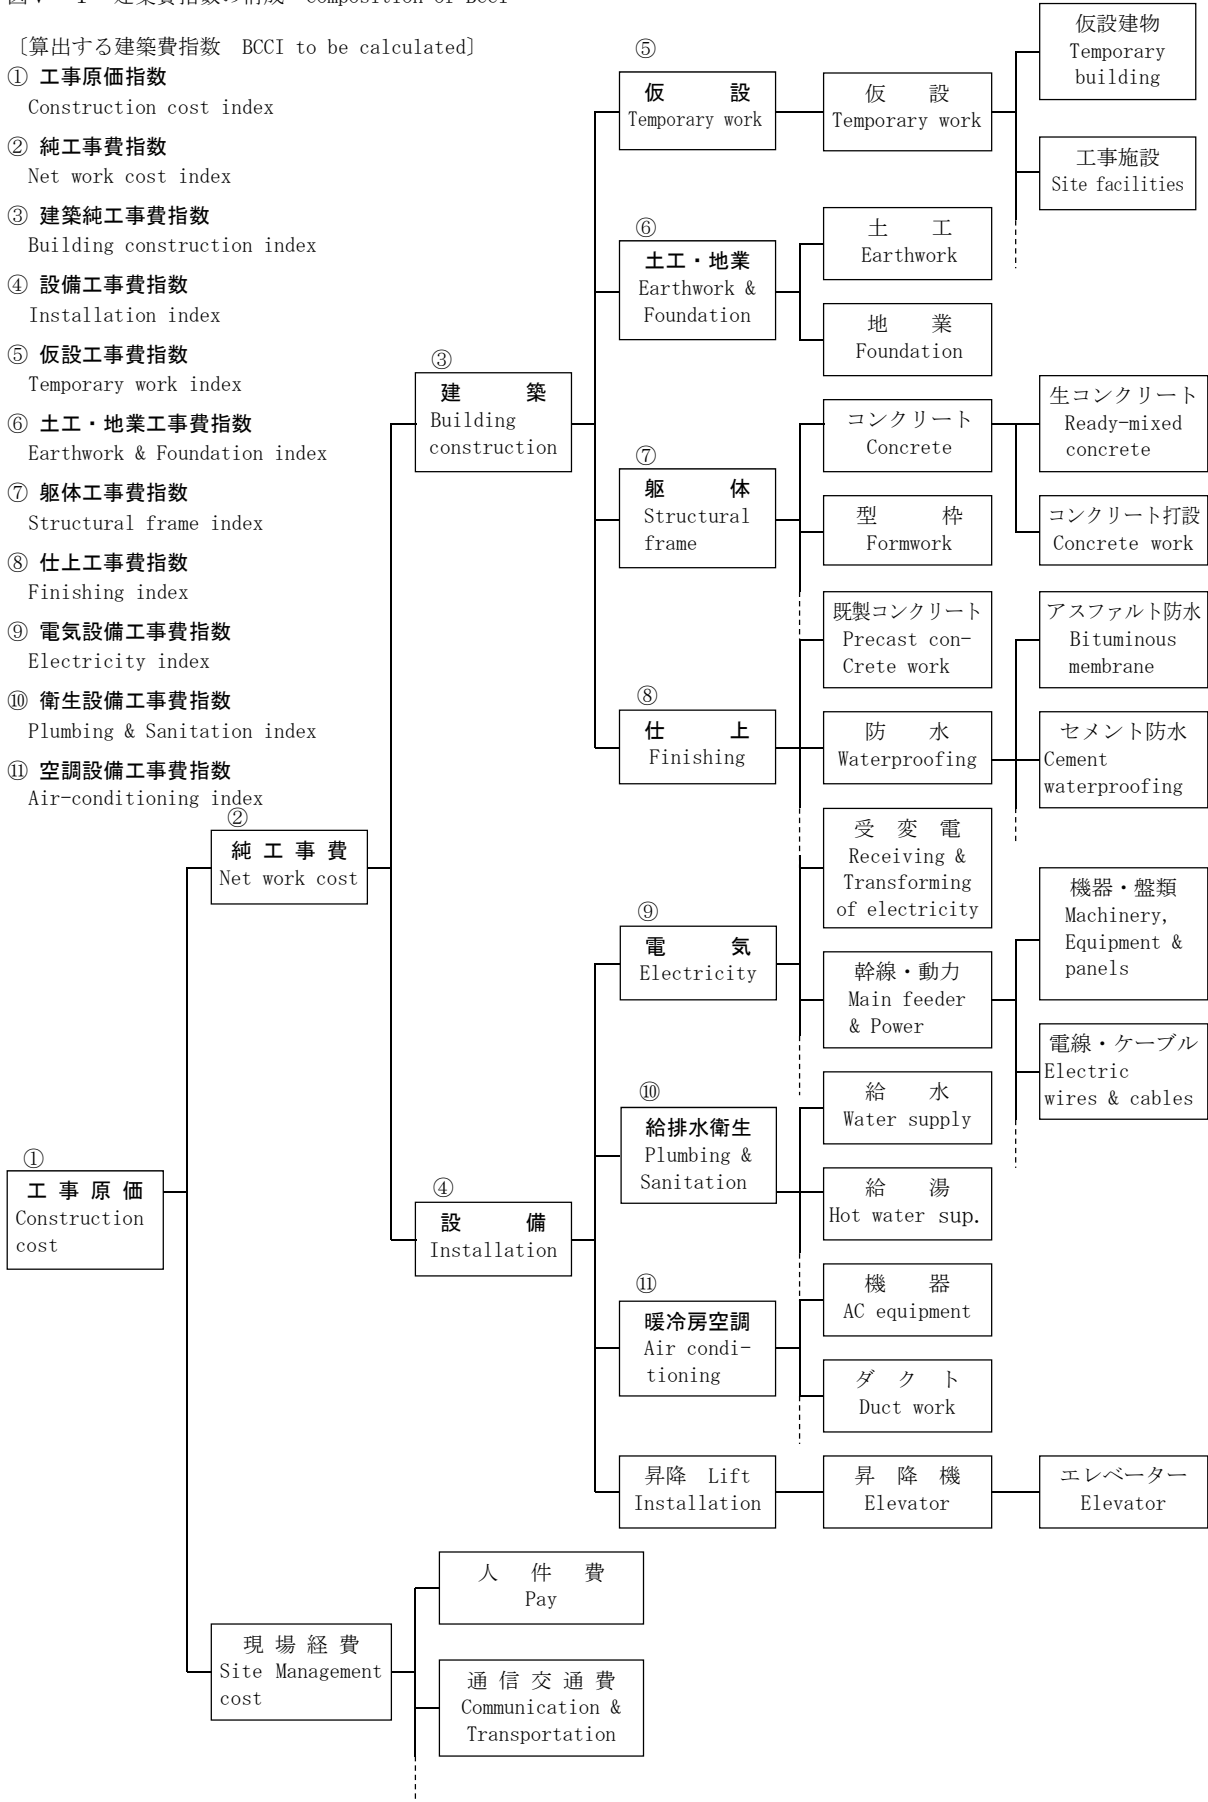 建築費指数の構成 composition of BCCI
〔算出する建築費指数 BCCI to be calculated〕
① 工事原価指数
Construction cost index
② 純工事費指数
Net work cost index
③ 建築純工事費指数
Building construction index
④ 設備工事費指数
Installation index
⑤ 仮設工事費指数
Temporary work index
⑥ 土工・地業工事費指数
Earthwork & Foundation index
⑦ 躯体工事費指数
Structural frame index
⑧ 仕上工事費指数
Finishing index
⑨ 電気設備工事費指数
Electricity index
⑩ 衛生設備工事費指数
Plumbing & Sanitation index
⑪ 空調設備工事費指数
Air-conditioning index
①
工事原価
Construction
cost
②
純工事費
Net work cost
③
建 築
Building
construction
⑤
仮 設
Temporary work
仮 設
Temporary work
仮設建物
Temporary
building
工事施設
Site facilities
⑥
土工・地業
Earthwork &
Foundation
土 工
Earthwork
地 業
Foundation
⑦
躯 体
Structural
frame
コンクリート
Concrete
生コンクリート
Ready-mixed
concrete
コンクリート打設
Concrete work
型 枠
Formwork
⑧
仕 上
Finishing
既製コンクリート
Precast con-
Crete work
防 水
Waterproofing
アスファルト防水
Bituminous
membrane
セメント防水
Cement
waterproofing
④
設 備
Installation
⑨
電 気
Electricity
受 変 電
Receiving &
Transforming
of electricity
幹線・動力
Main feeder
& Power
機器・盤類
Machinery,
Equipment &
panels
電線・ケーブル
Electric
wires & cables
⑩
給排水衛生
Plumbing &
Sanitation
給 水
Water supply
給 湯
Hot water sup.
⑪
暖冷房空調
Air condi-
tioning
機 器
AC equipment
ダ ク ト
Duct work
昇降 Lift
Installation
昇 降 機
Elevator
エレベーター
Elevator
現場経費
Site Management
cost
人 件 費
Pay
通信交通費
Communication &
Transportation